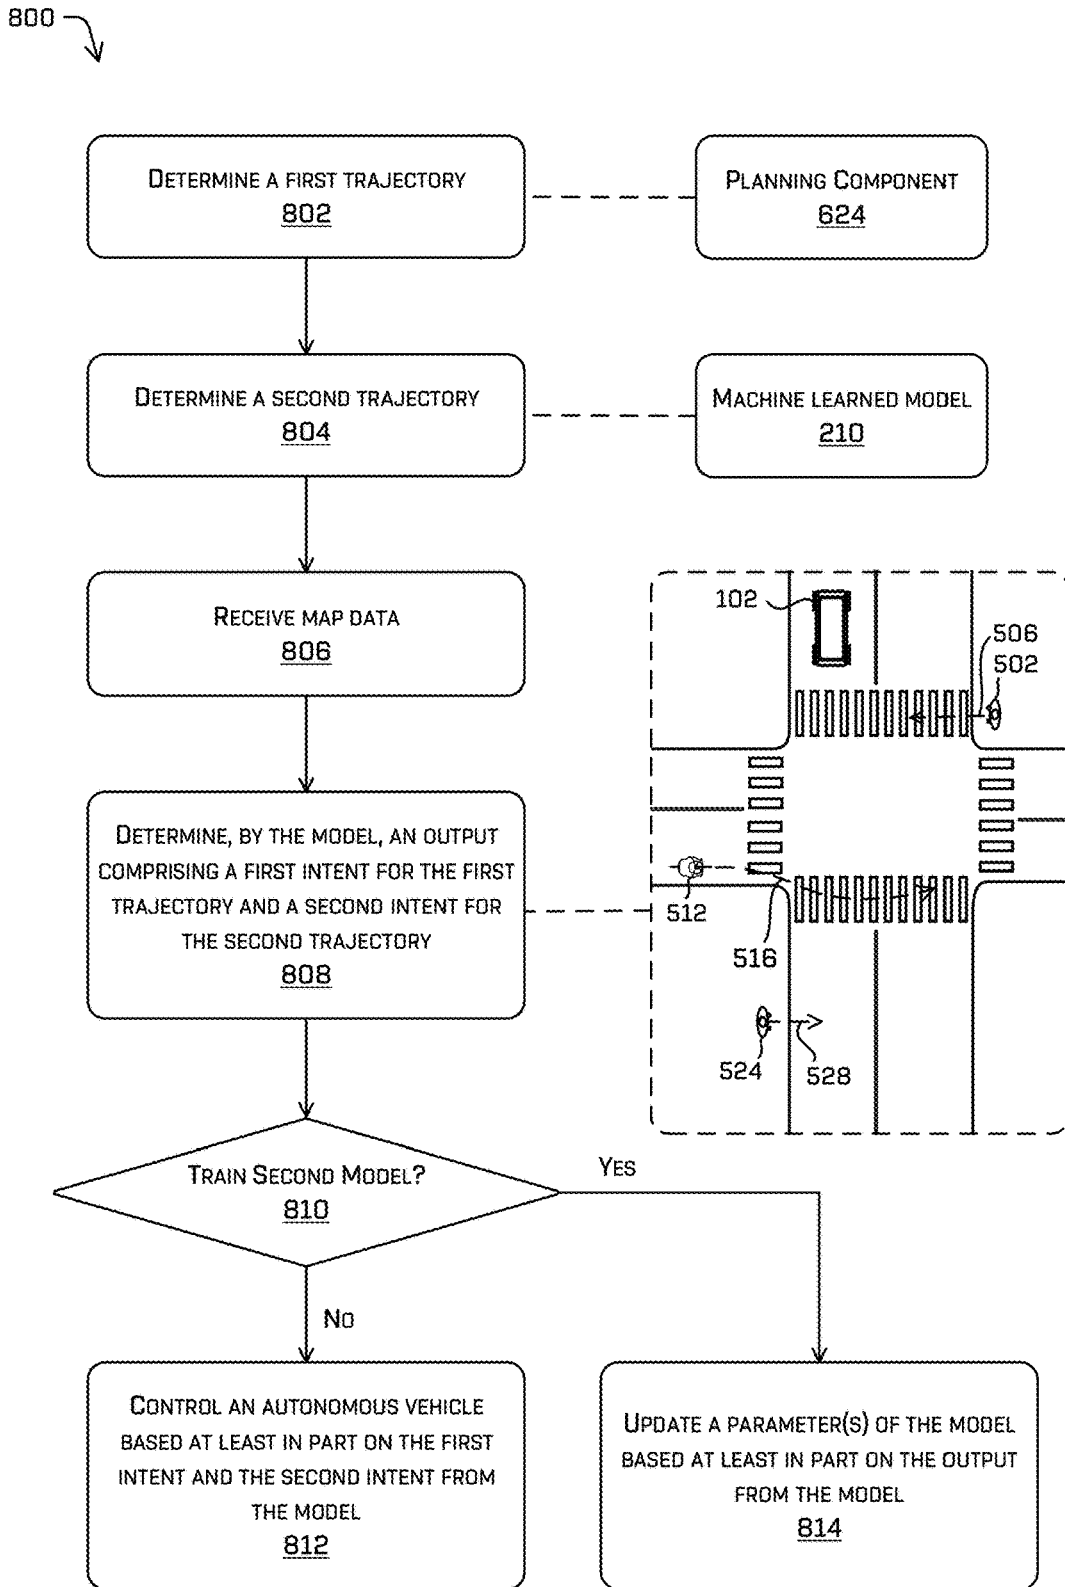 800
Determine a first trajectory
802
Planning Component
624
Determine a second trajectory
804
Machine learned model
210
Receive map data
806
102
506
502
512
516
524
528
Determine, by the model, an output
comprising a first intent for the first
trajectory and a second intent for
the second trajectory
808
Train Second Model?
810
Yes
No
Control an autonomous vehicle
based at least in part on the first
intent and the second intent from
the model
812
Update a parameter(s) of the model
based at least in part on the output
from the model
814